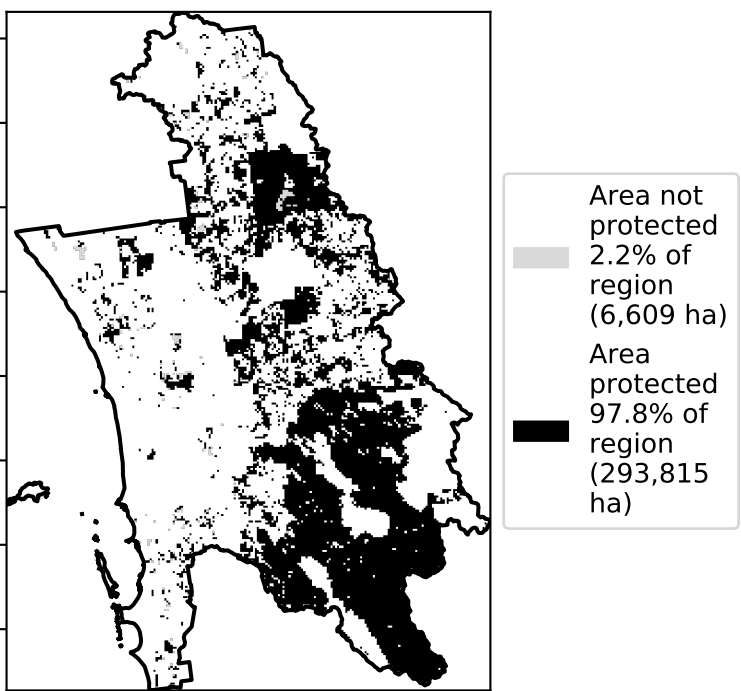 Area not
protected
2.2% of
region
(6,609 ha)
Area
protected
97.8% of
region
(293,815
ha)